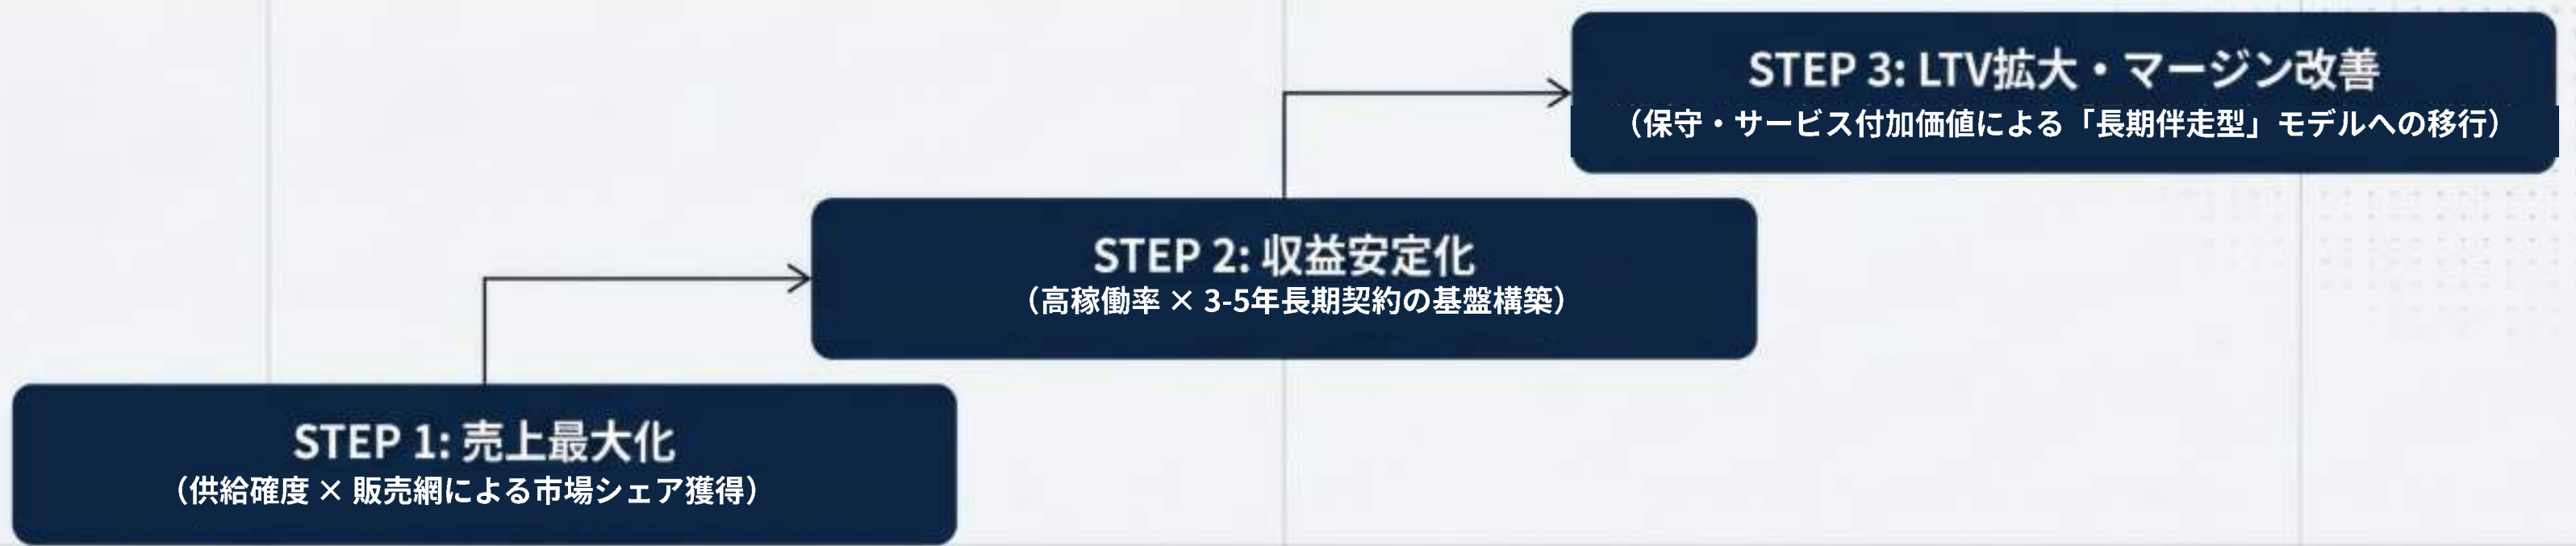 STEP 3: LTV拡大・マージン改善
（保守・サービス付加価値による「長期伴走型」モデルへの移行）
STEP 2: 収益安定化
（高稼働率 × 3-5年長期契約の基盤構築）
STEP 1: 売上最大化
（供給確度 × 販売網による市場シェア獲得）